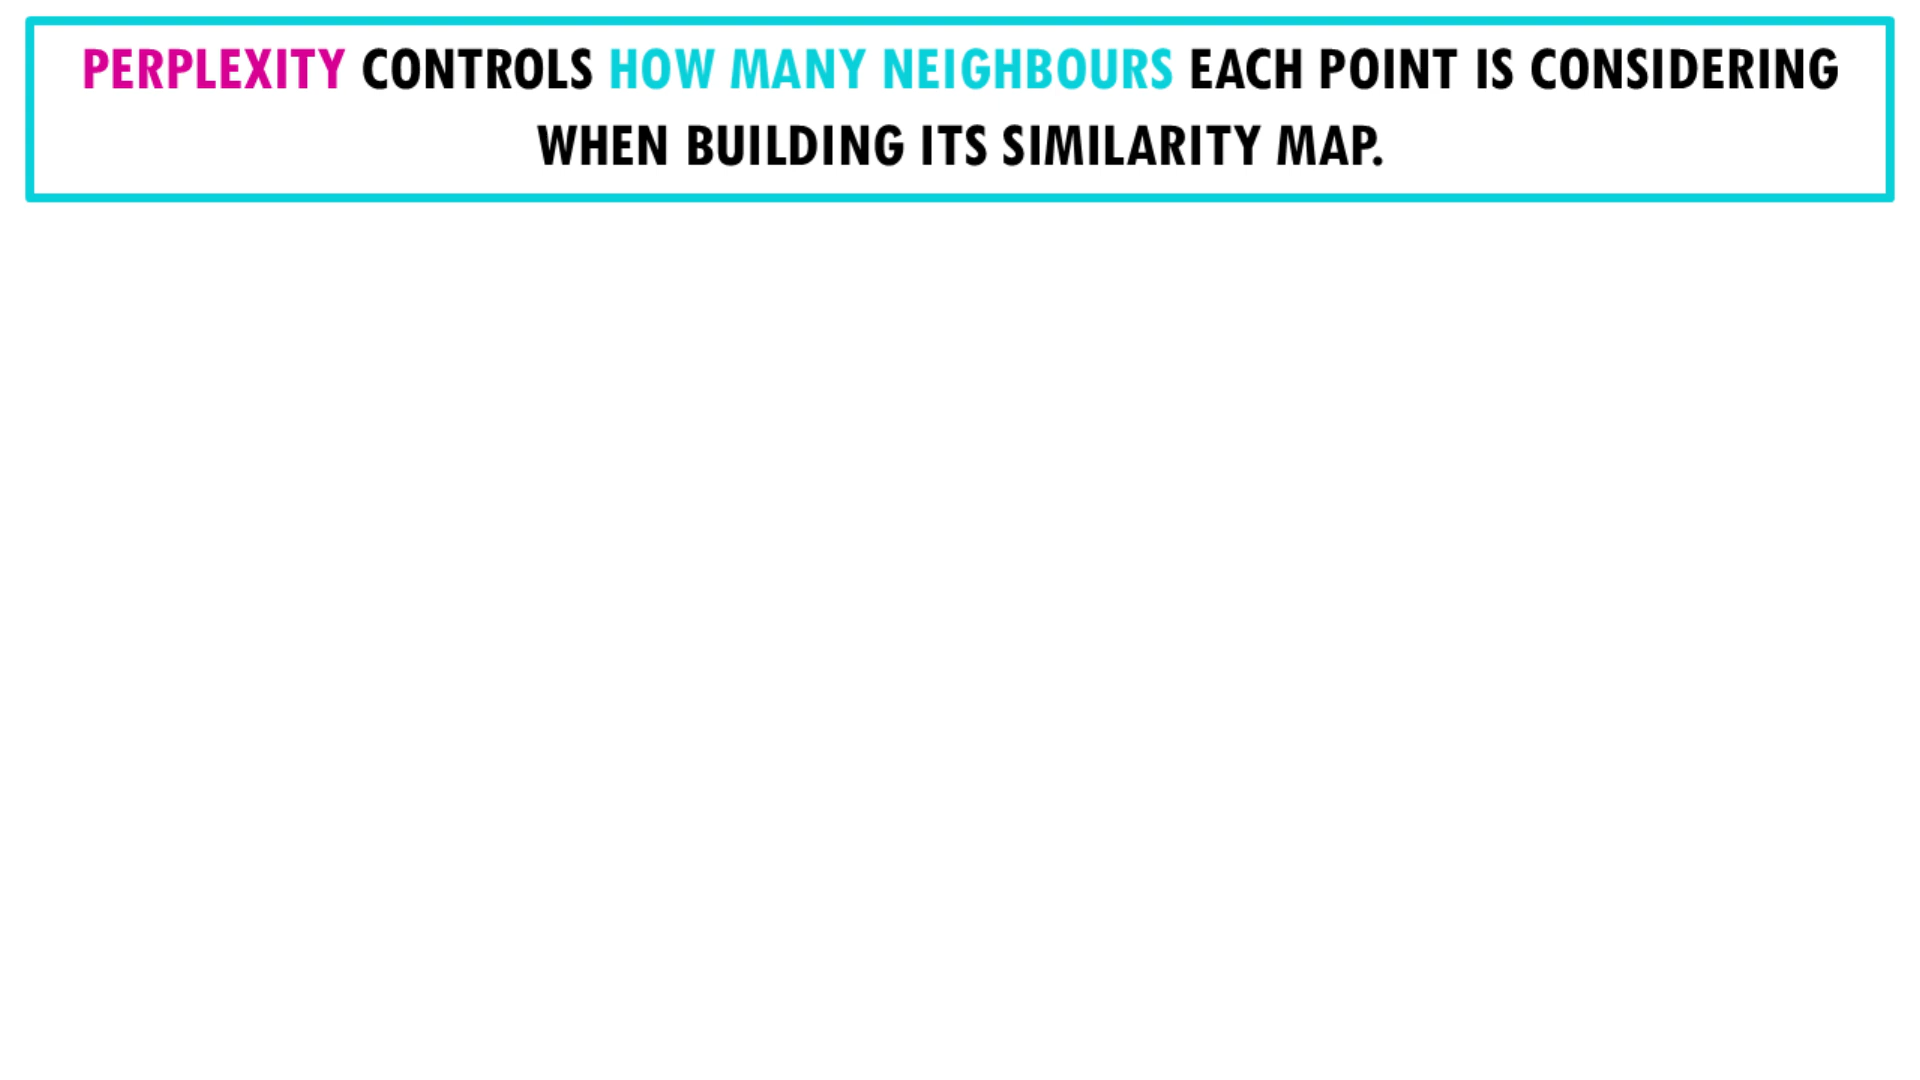 PERPLEXITY CONTROLS HOW MANY NEIGHBOURS EACH POINT IS CONSIDERING
WHEN BUILDING ITS SIMILARITY MAP.